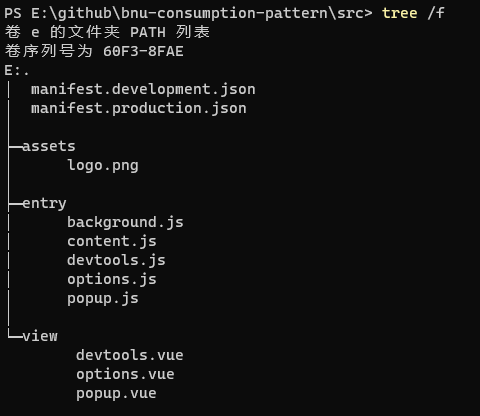 PS E:\github\bnu-consumption-pattern\src> tree /f
卷 e 的文件夹 PATH 列表
卷序列号为 60F3-8FAE
E:.
│  manifest.development.json
│  manifest.production.json
│
├─assets
│      logo.png
│
├─entry
│      background.js
│      content.js
│      devtools.js
│      options.js
│      popup.js
│
└─view
        devtools.vue
        options.vue
        popup.vue